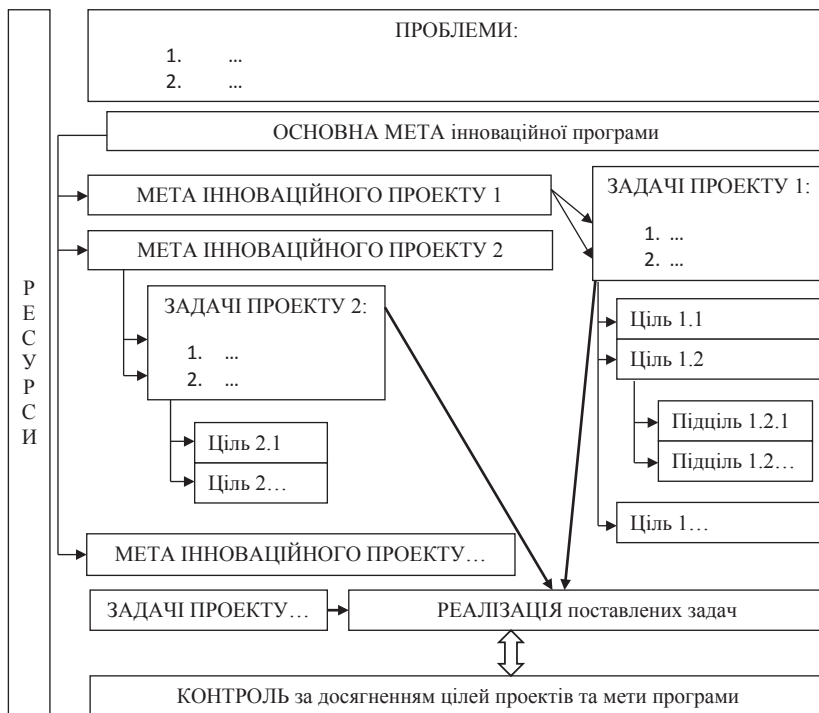 ПРОБЛЕМИ:
1. ...
2. ...
ОСНОВНА МЕТА інноваційної програми
МЕТА ІННОВАЦІЙНОГО ПРОЕКТУ 1
ЗАДАЧІ ПРОЕКТУ 1:
1. ...
2. ...
МЕТА ІННОВАЦІЙНОГО ПРОЕКТУ 2
РЕСУРСИ
ЗАДАЧІ ПРОЕКТУ 2:
1. ...
2. ...
Ціль 1.1
Ціль 1.2
Підціль 1.2.1
Підціль 1.2…
Ціль 2.1
Ціль 2…
Ціль 1…
МЕТА ІННОВАЦІЙНОГО ПРОЕКТУ…
ЗАДАЧІ ПРОЕКТУ…
РЕАЛІЗАЦІЯ поставлених задач
КОНТРОЛЬ за досягненням цілей проектів та мети програми